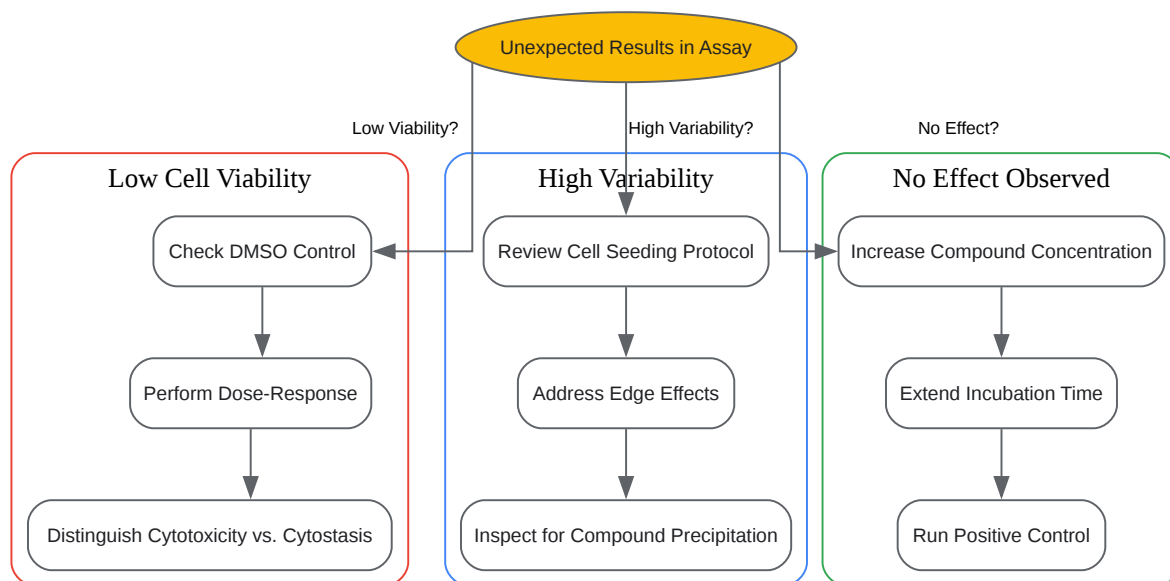 Unexpected Results in Assay
Low Viability?
High Variability?
No Effect?
Low Cell Viability
Check DMSO Control
Perform Dose-Response
Distinguish Cytotoxicity vs. Cytostasis
High Variability
Review Cell Seeding Protocol
Address Edge Effects
Inspect for Compound Precipitation
No Effect Observed
Increase Compound Concentration
Extend Incubation Time
Run Positive Control